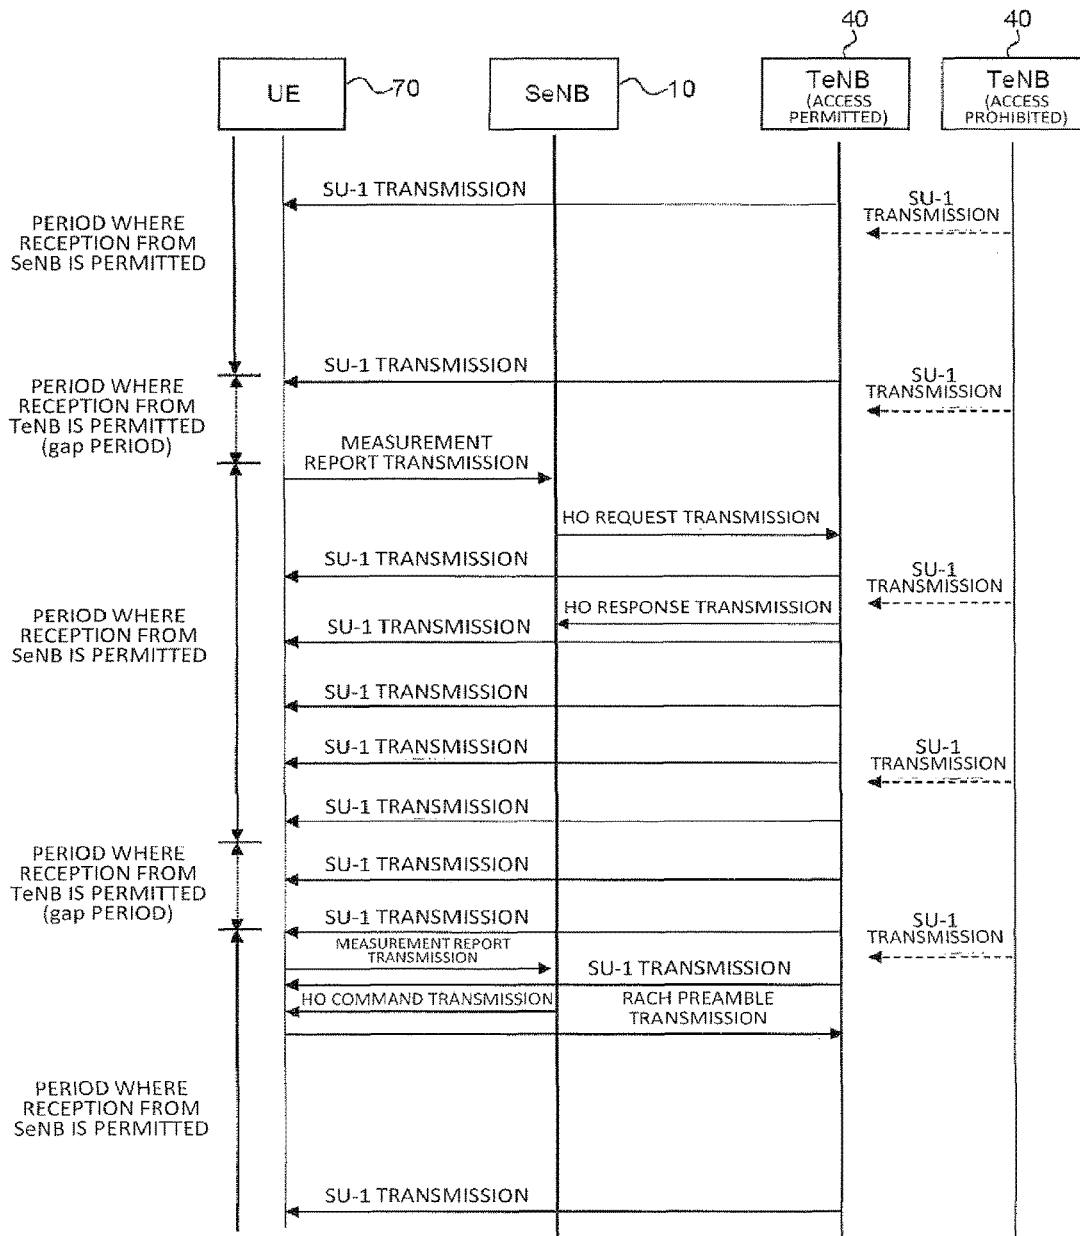 40
40
UE
70
SeNB
10
TeNB
(ACCESS
PERMITTED)
TeNB
(ACCESS
PROHIBITED)
SU-1 TRANSMISSION
SU-1
TRANSMISSION
PERIOD WHERE
RECEPTION FROM
SeNB IS PERMITTED
SU-1 TRANSMISSION
SU-1
TRANSMISSION
PERIOD WHERE
RECEPTION FROM
TeNB IS PERMITTED
(gap PERIOD)
MEASUREMENT
REPORT TRANSMISSION
HO REQUEST TRANSMISSION
SU-1 TRANSMISSION
SU-1
TRANSMISSION
HO RESPONSE TRANSMISSION
PERIOD WHERE
RECEPTION FROM
SeNB IS PERMITTED
SU-1 TRANSMISSION
SU-1 TRANSMISSION
SU-1 TRANSMISSION
SU-1
TRANSMISSION
SU-1 TRANSMISSION
PERIOD WHERE
RECEPTION FROM
TeNB IS PERMITTED
(gap PERIOD)
SU-1 TRANSMISSION
SU-1 TRANSMISSION
SU-1
TRANSMISSION
MEASUREMENT REPORT
TRANSMISSION
SU-1 TRANSMISSION
HO COMMAND TRANSMISSION
RACH PREAMBLE
TRANSMISSION
PERIOD WHERE
RECEPTION FROM
SeNB IS PERMITTED
SU-1 TRANSMISSION